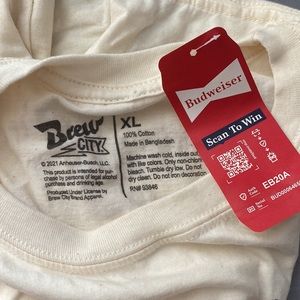 Brew
CITY
© 2021 Anheuser-Busch, LLC.
This product is intended for purchase
by persons of legal alcohol
purchase and drinking age.
Produced Under License by
Brew City Brand Apparel
XL
100% Cotton
Made in Bangladesh
Machine wash cold, inside out
with like colors. Only non-chlorine
bleach. Tumble dry low. Do not
dry clean. Do not iron decoration
RN# 93846
Budweiser
Scan To Win
EB20A